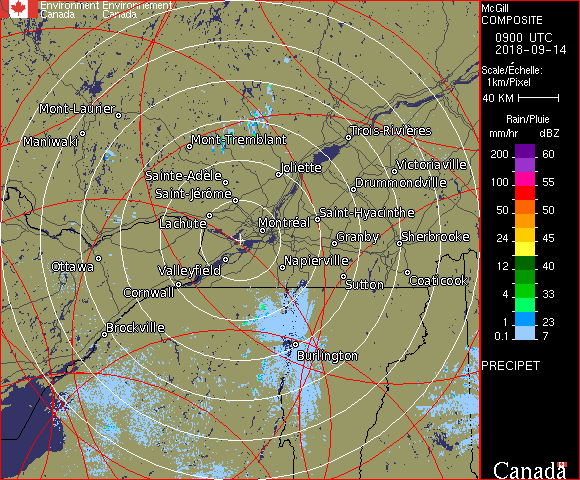 Environment Environnement
Canada Canada
McGill
COMPOSITE
0900 UTC
2018-09-14
Scale/Échelle:
1km/Pixel
40 KM
Rain/Pluie
mm/hr dBZ
200 60
100 55
50 50
24 45
12 40
4 33
1 23
0.1 7
PRECIPET
Mont-Laurier
Maniwaki
Mont-Tremblant
Trois-Rivières
Sainte-Adèle
Joliette
Victoriaville
Saint-Jérôme
Drummondville
Lachute
Montréal
Saint-Hyacinthe
Granby
Sherbrooke
Ottawa
Valleyfield
Napierville
Cornwall
Sutton
Coaticook
Brockville
Burlington
Canada